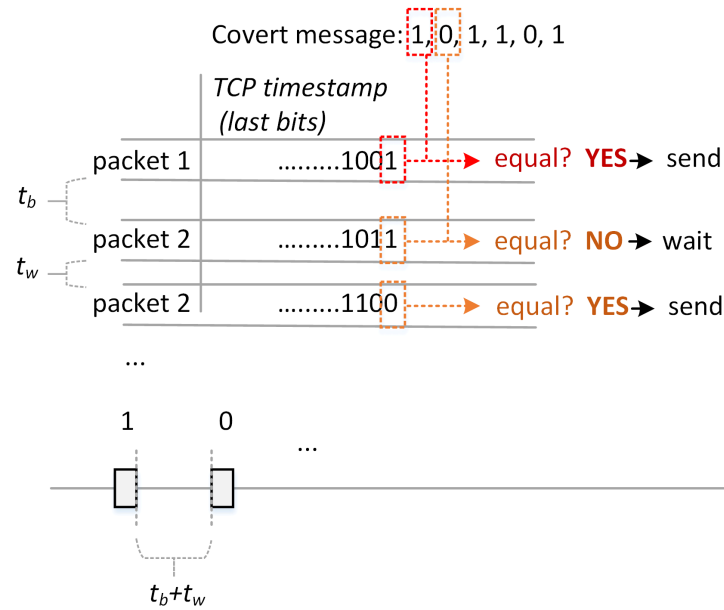 Covert message: 1, 0, 1, 1, 0, 1
TCP timestamp
(last bits)
packet 1 .........1001 equal? YES send
t_b
packet 2 .........1011 equal? NO wait
t_w
packet 2 .........1100 equal? YES send
...
1 0
...
t_b+t_w